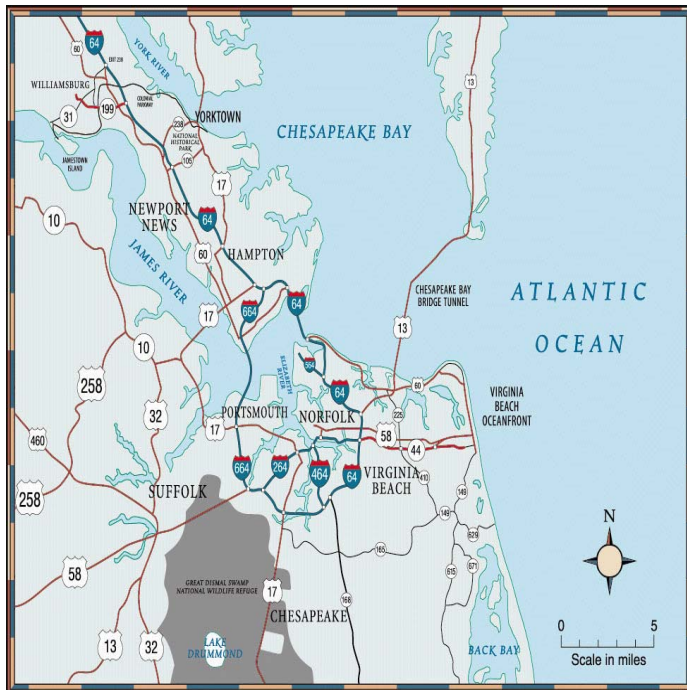 64
60
13
EXIT 238
YORK RIVER
WILLIAMSBURG
COLONIAL
PARKWAY
199
31
YORKTOWN
238
NATIONAL
HISTORICAL
PARK
105
CHESAPEAKE BAY
JAMESTOWN
ISLAND
17
10
NEWPORT
NEWS
64
60
HAMPTON
JAMES RIVER
ATLANTIC
OCEAN
CHESAPEAKE BAY
BRIDGE TUNNEL
664
64
17
13
10
ELIZABETH
RIVER
258
32
64
60
VIRGINIA
BEACH
OCEANFRONT
PORTSMOUTH
NORFOLK
225
460
17
58
44
664
264
464
64
VIRGINIA
BEACH
410
SUFFOLK
258
149
149
N
629
165
58
GREAT DISMAL SWAMP
NATIONAL WILDLIFE REFUGE
17
615
671
168
CHESAPEAKE
13
32
LAKE
DRUMMOND
BACK BAY
0
5
Scale in miles